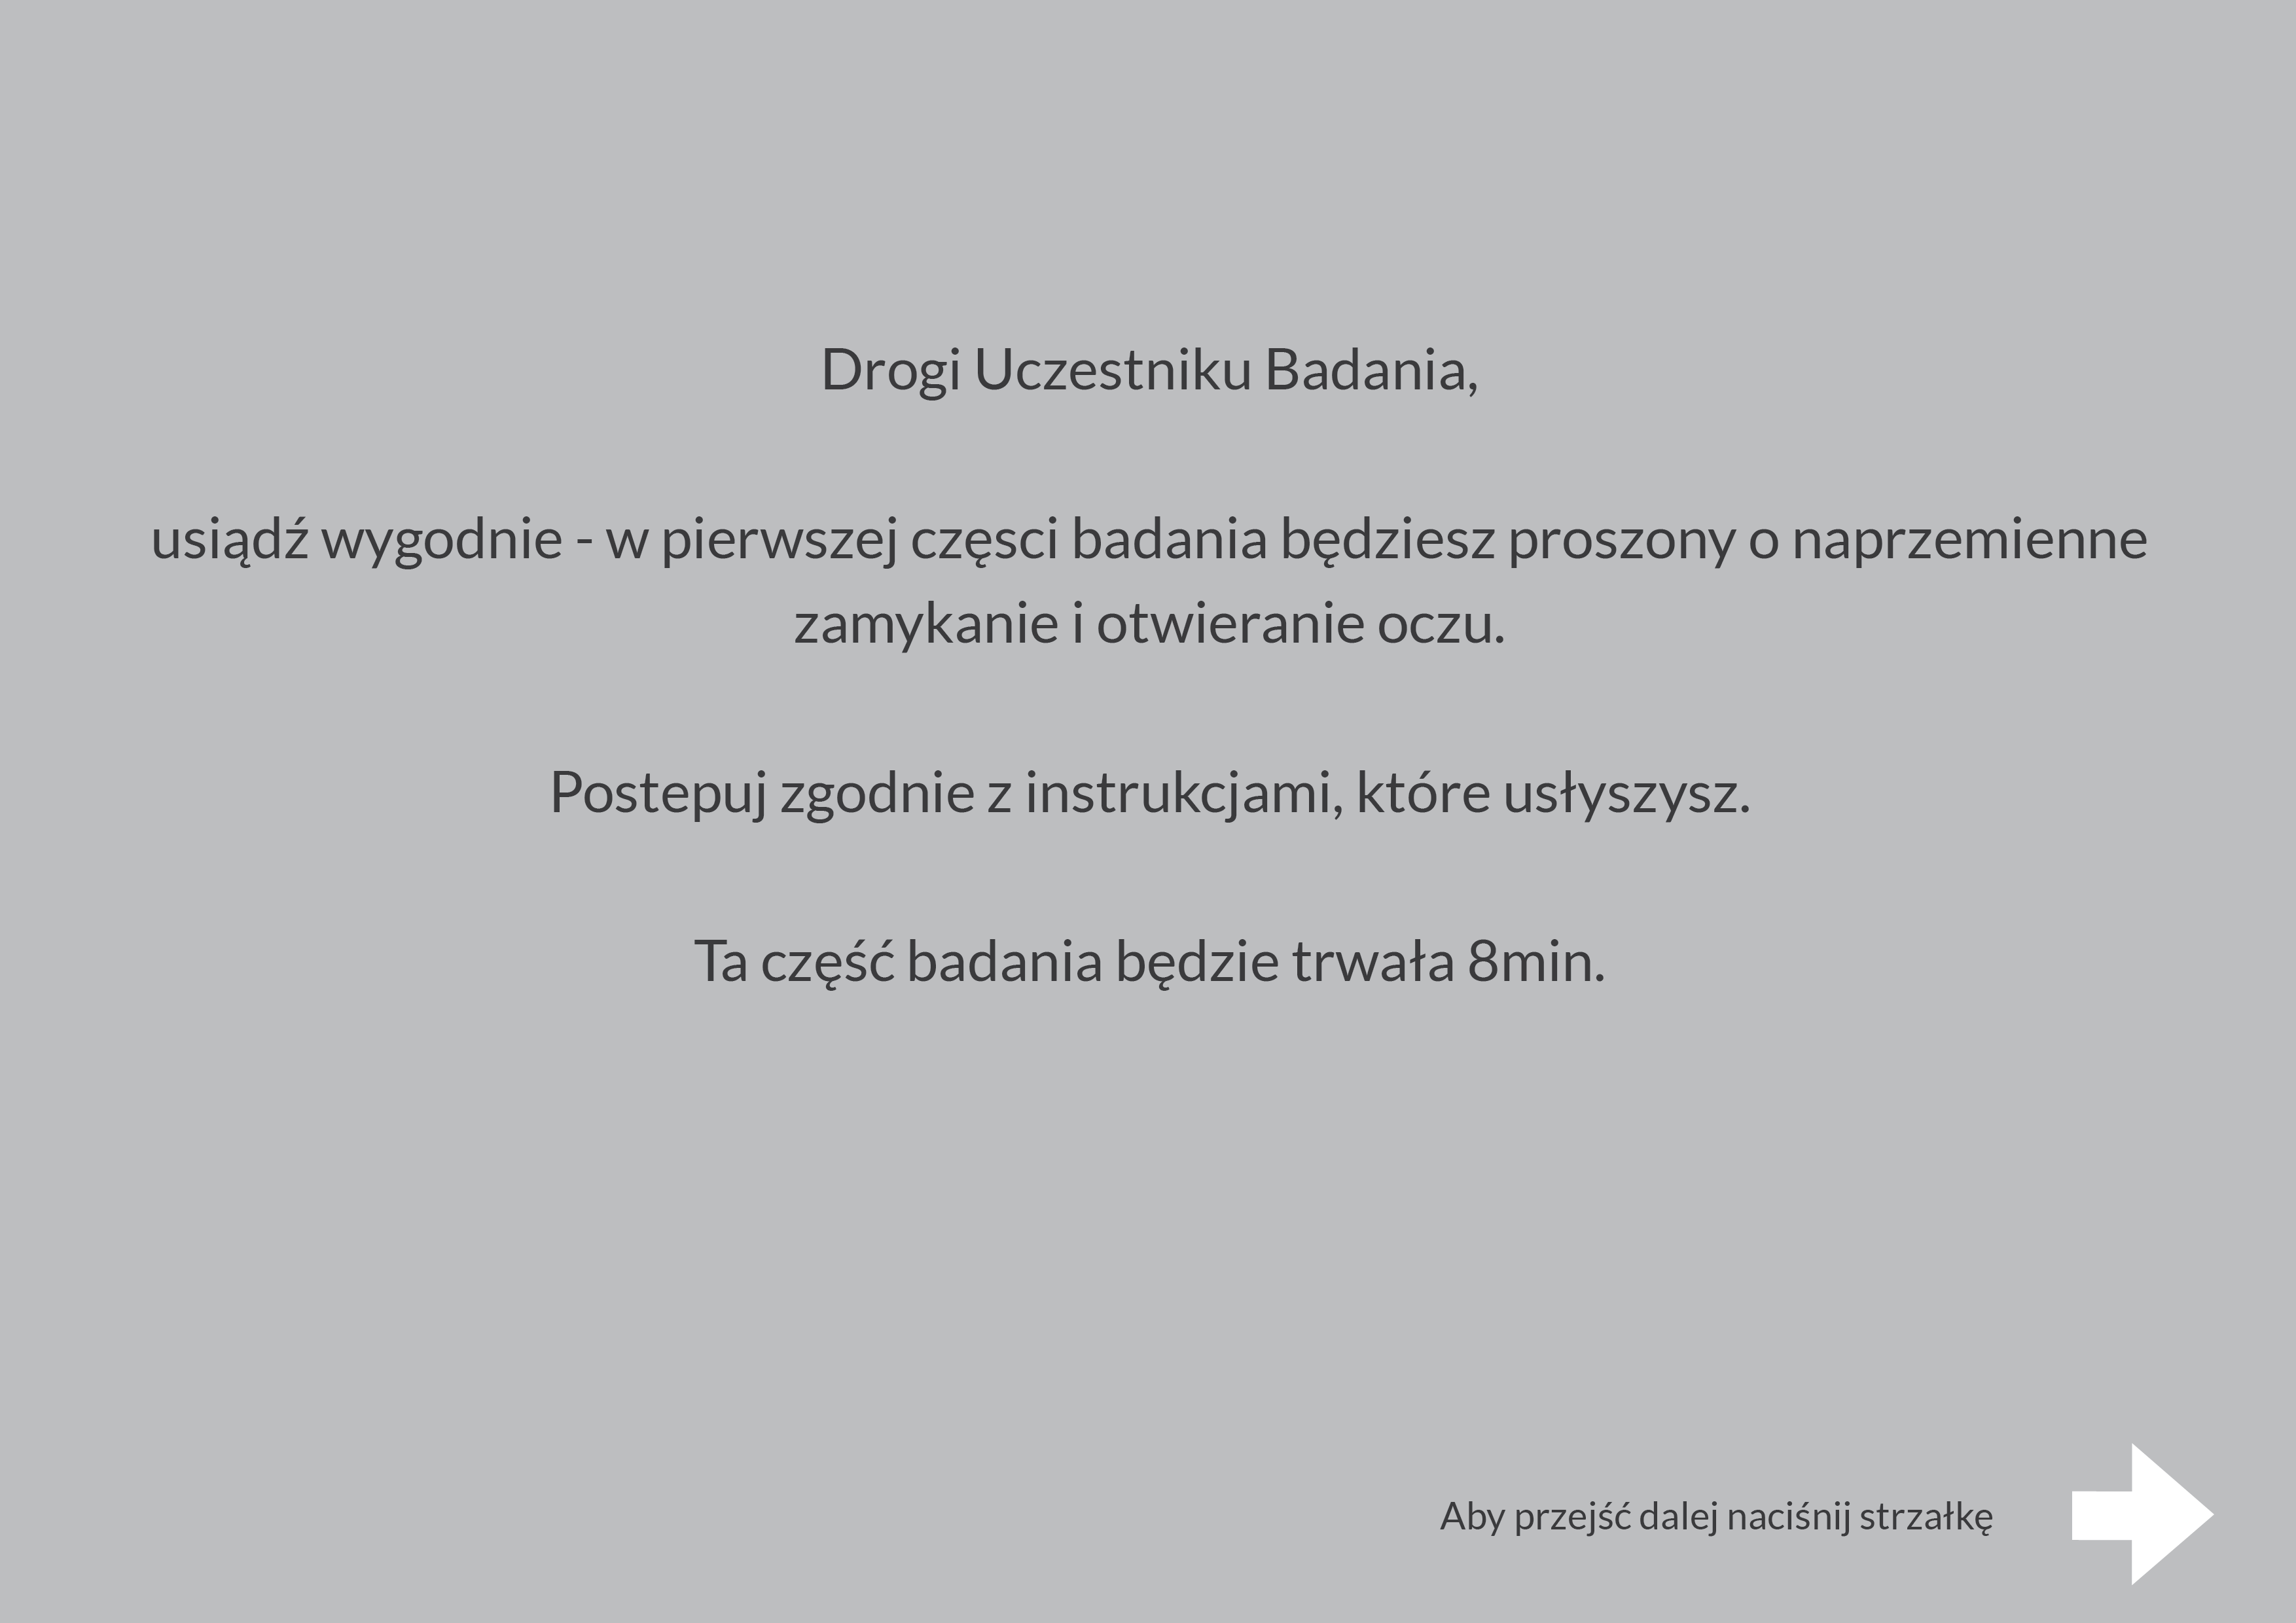 Drogi Uczestniku Badania,
usiądź wygodnie - w pierwszej częsci badania będziesz proszony o naprzemienne
zamykanie i otwieranie oczu.
Postepuj zgodnie z instrukcjami, które usłyszysz.
Ta część badania będzie trwała 8min.
Aby przejść dalej naciśnij strzałkę